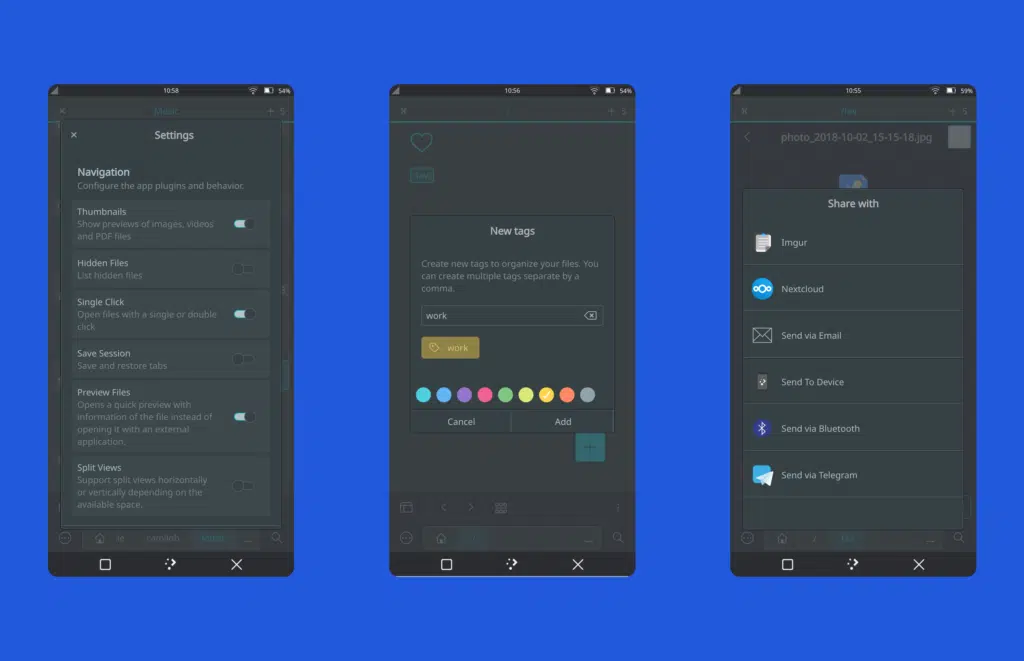 10:58
54%
Music
Settings
Navigation
Configure the app plugins and behavior.
Thumbnails
Show previews of images, videos
and PDF files
Hidden Files
List hidden files
Single Click
Open files with a single or double
click
Save Session
Save and restore tabs
Preview Files
Opens a quick preview with
information of the file instead of
opening it with an external
application.
Split Views
Support split views horizontally
or vertically depending on the
available space.
camiloh
Music
...
10:56
54%
New tags
Create new tags to organize your files. You
can create multiple tags separate by a
comma.
work
work
Cancel
Add
...
10:55
59%
photo_2018-10-02_15-15-18.jpg
Share with
Imgur
Nextcloud
Send via Email
Send To Device
Send via Bluetooth
Send via Telegram
/
...